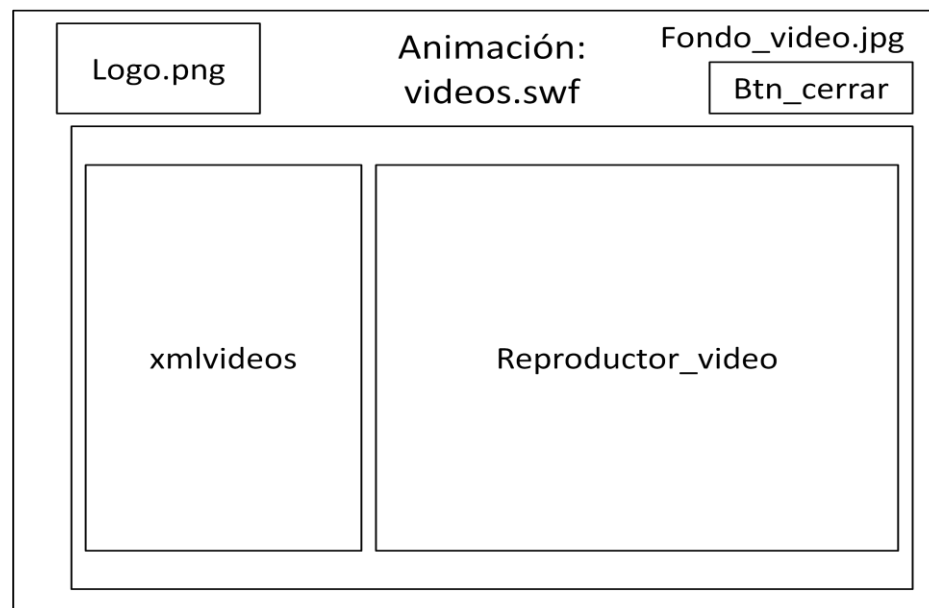 Logo.png
Animación:
videos.swf
Fondo_video.jpg
Btn_cerrar
xmlvideos
Reproductor_video